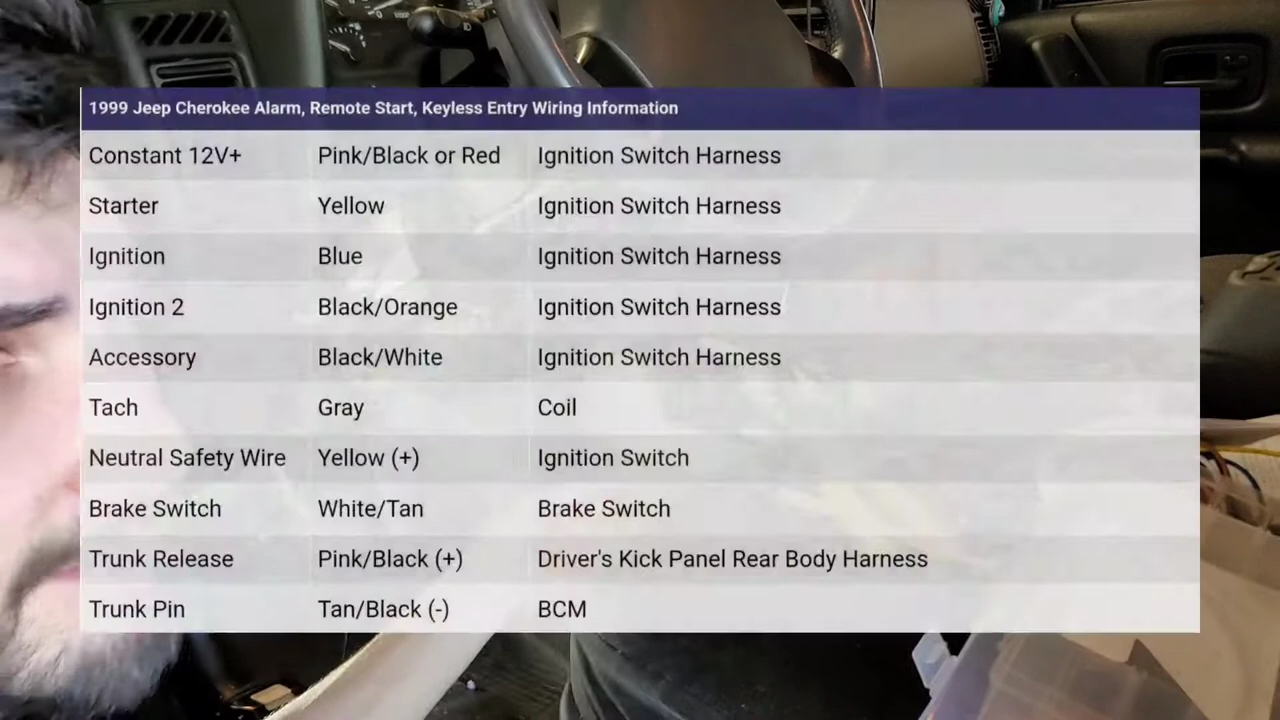 1999 Jeep Cherokee Alarm, Remote Start, Keyless Entry Wiring Information
Constant 12V+ Pink/Black or Red Ignition Switch Harness
Starter Yellow Ignition Switch Harness
Ignition Blue Ignition Switch Harness
Ignition 2 Black/Orange Ignition Switch Harness
Accessory Black/White Ignition Switch Harness
Tach Gray Coil
Neutral Safety Wire Yellow (+) Ignition Switch
Brake Switch White/Tan Brake Switch
Trunk Release Pink/Black (+) Driver's Kick Panel Rear Body Harness
Trunk Pin Tan/Black (-) BCM